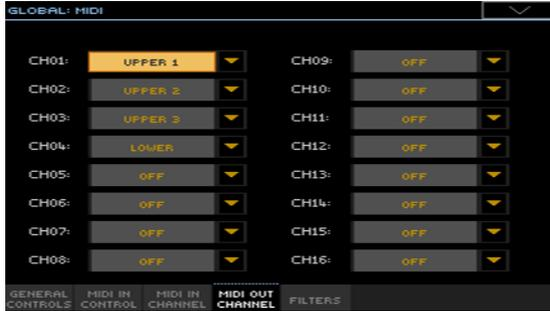 GLOBAL: MIDI
CH01: UPPER 1 CH09: OFF
CH02: UPPER 2 CH10: OFF
CH03: UPPER 3 CH11: OFF
CH04: LOWER CH12: OFF
CH05: OFF CH13: OFF
CH06: OFF CH14: OFF
CH07: OFF CH15: OFF
CH08: OFF CH16: OFF
GENERAL CONTROLS MIDI IN CONTROL MIDI IN CHANNEL MIDI OUT CHANNEL FILTERS